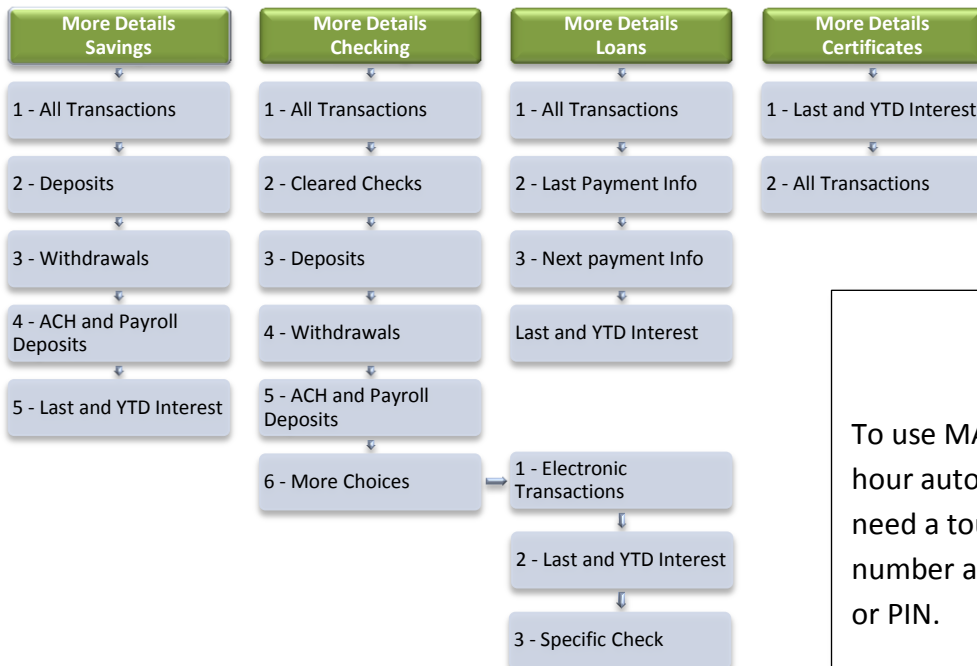 More Details
Savings
1 - All Transactions
2 - Deposits
3 - Withdrawals
4 - ACH and Payroll
Deposits
5 - Last and YTD Interest
More Details
Checking
1 - All Transactions
2 - Cleared Checks
3 - Deposits
4 - Withdrawals
5 - ACH and Payroll
Deposits
6 - More Choices
1 - Electronic
Transactions
2 - Last and YTD Interest
3 - Specific Check
More Details
Loans
1 - All Transactions
2 - Last Payment Info
3 - Next payment Info
Last and YTD Interest
More Details
Certificates
1 - Last and YTD Interest
2 - All Transactions
To use
hour
need a
number
or PIN.